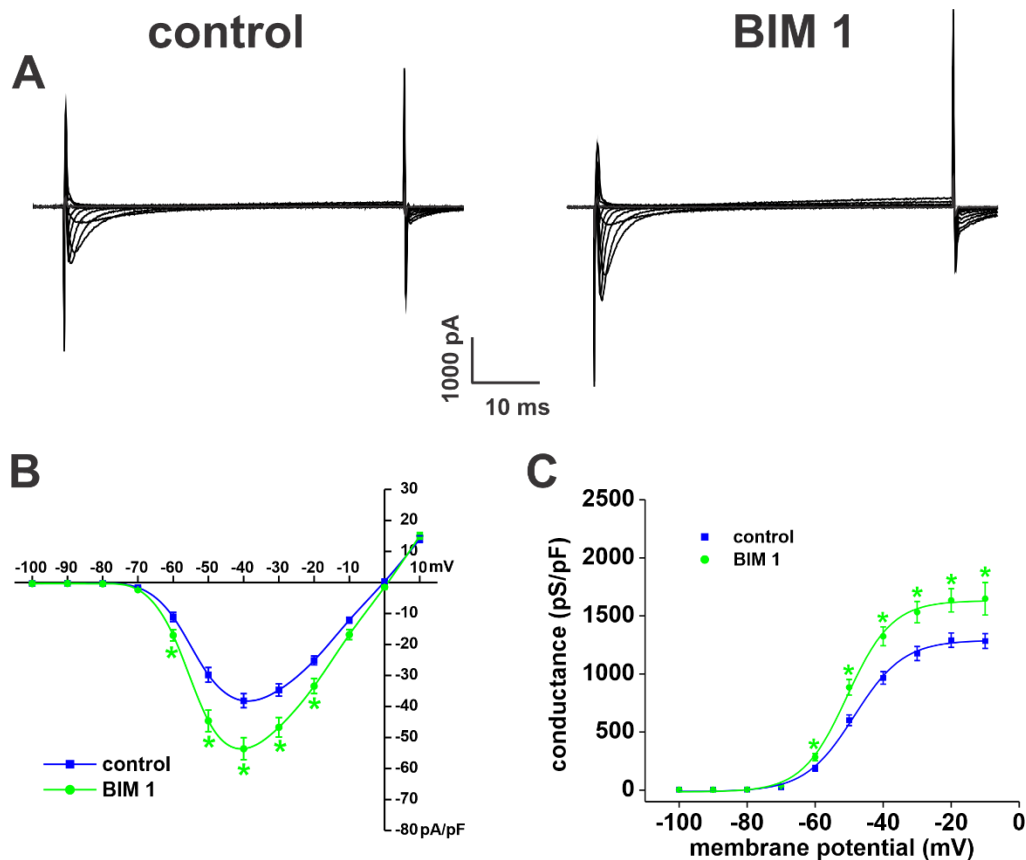 control BIM 1
A
1000 pA
10 ms
B
30
20
10
-100 -90 -80 -70 -60 -50 -40 -30 -20 -10 10 mV
-10
-20
-30
-40
-50
-60
-70
-80 pA/pF
* * * * *
control
BIM 1
C
2500
2000
1500
1000
500
0
conductance (pS/pF)
control
BIM 1
* * * * * *
-100 -80 -60 -40 -20 0
membrane potential (mV)